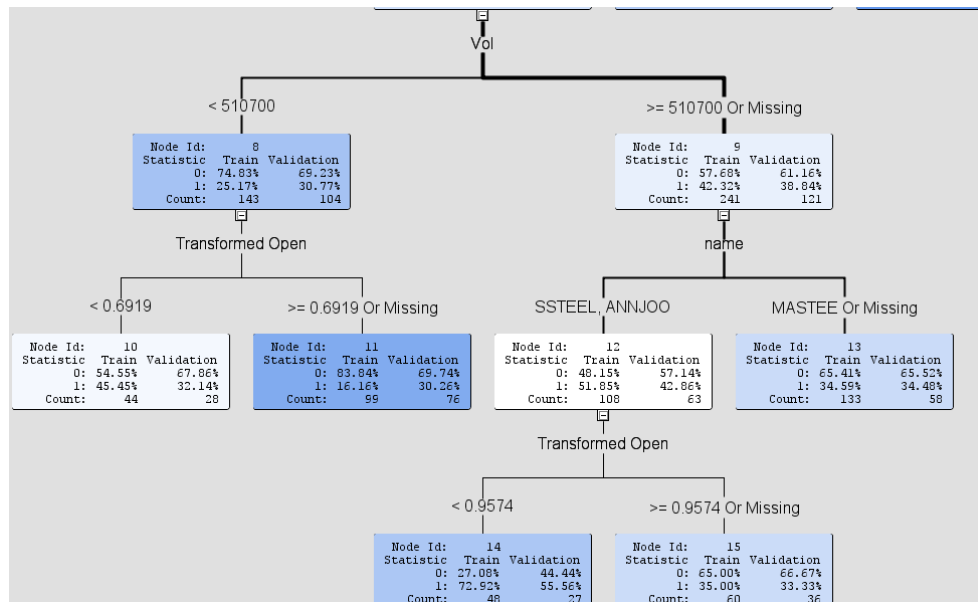 Vol
< 510700
>= 510700 Or Missing
Node Id: 8
Statistic Train Validation
0: 74.83% 69.23%
1: 25.17% 30.77%
Count: 143 104
Node Id: 9
Statistic Train Validation
0: 57.68% 61.16%
1: 42.32% 38.84%
Count: 241 121
Transformed Open
name
< 0.6919
>= 0.6919 Or Missing
SSTEEL, ANNJOO
MASTEE Or Missing
Node Id: 10
Statistic Train Validation
0: 54.55% 67.86%
1: 45.45% 32.14%
Count: 44 28
Node Id: 11
Statistic Train Validation
0: 83.84% 69.74%
1: 16.16% 30.26%
Count: 99 76
Node Id: 12
Statistic Train Validation
0: 48.15% 57.14%
1: 51.85% 42.86%
Count: 108 63
Node Id: 13
Statistic Train Validation
0: 65.41% 65.52%
1: 34.59% 34.48%
Count: 133 58
Transformed Open
< 0.9574
>= 0.9574 Or Missing
Node Id: 14
Statistic Train Validation
0: 27.08% 44.44%
1: 72.92% 55.56%
Count: 48 27
Node Id: 15
Statistic Train Validation
0: 65.00% 66.67%
1: 35.00% 33.33%
Count: 60 36